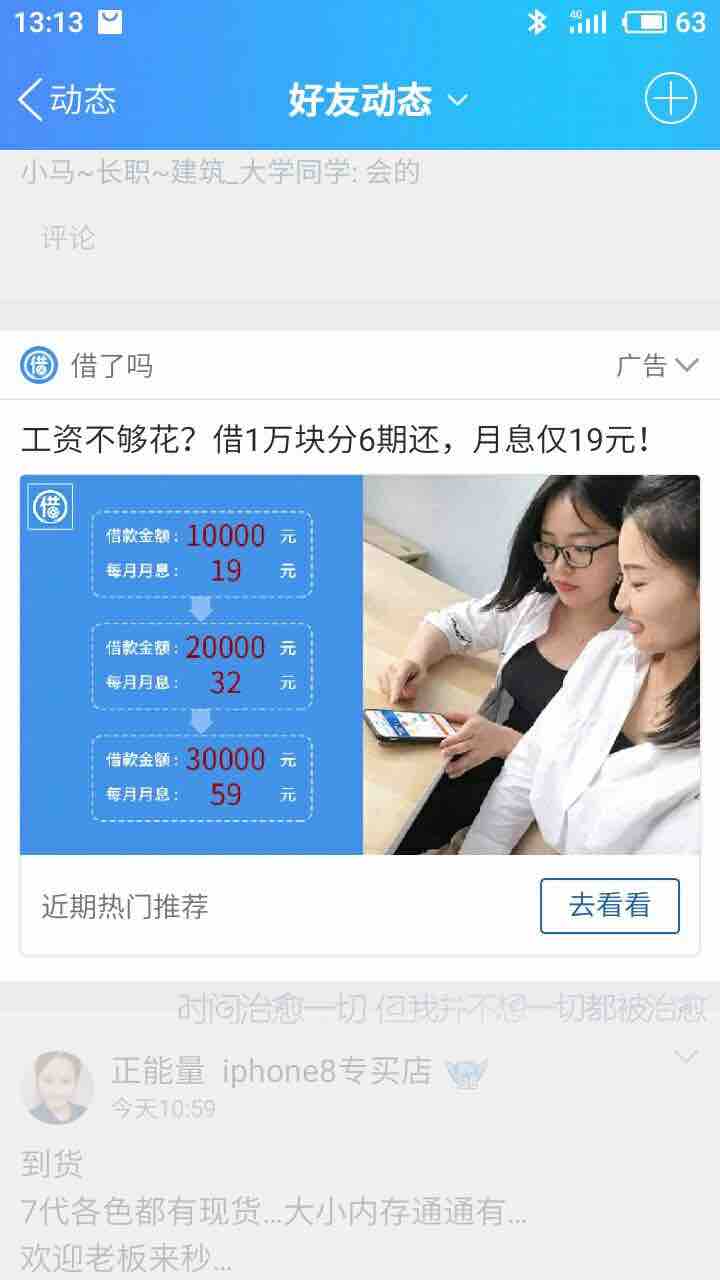 13:13
4G
63
动态
好友动态
小马~长职~建筑_大学同学: 会的
评论
借
借了吗
广告
工资不够花？借1万块分6期还，月息仅19元！
借
借款金额：10000 元
每月月息：19 元
借款金额：20000 元
每月月息：32 元
借款金额：30000 元
每月月息：59 元
近期热门推荐
去看看
时间治愈一切 但我并不想一切都被治愈
正能量 iphone8专买店
今天10:59
到货
7代各色都有现货...大小内存通通有...
欢迎老板来秒...